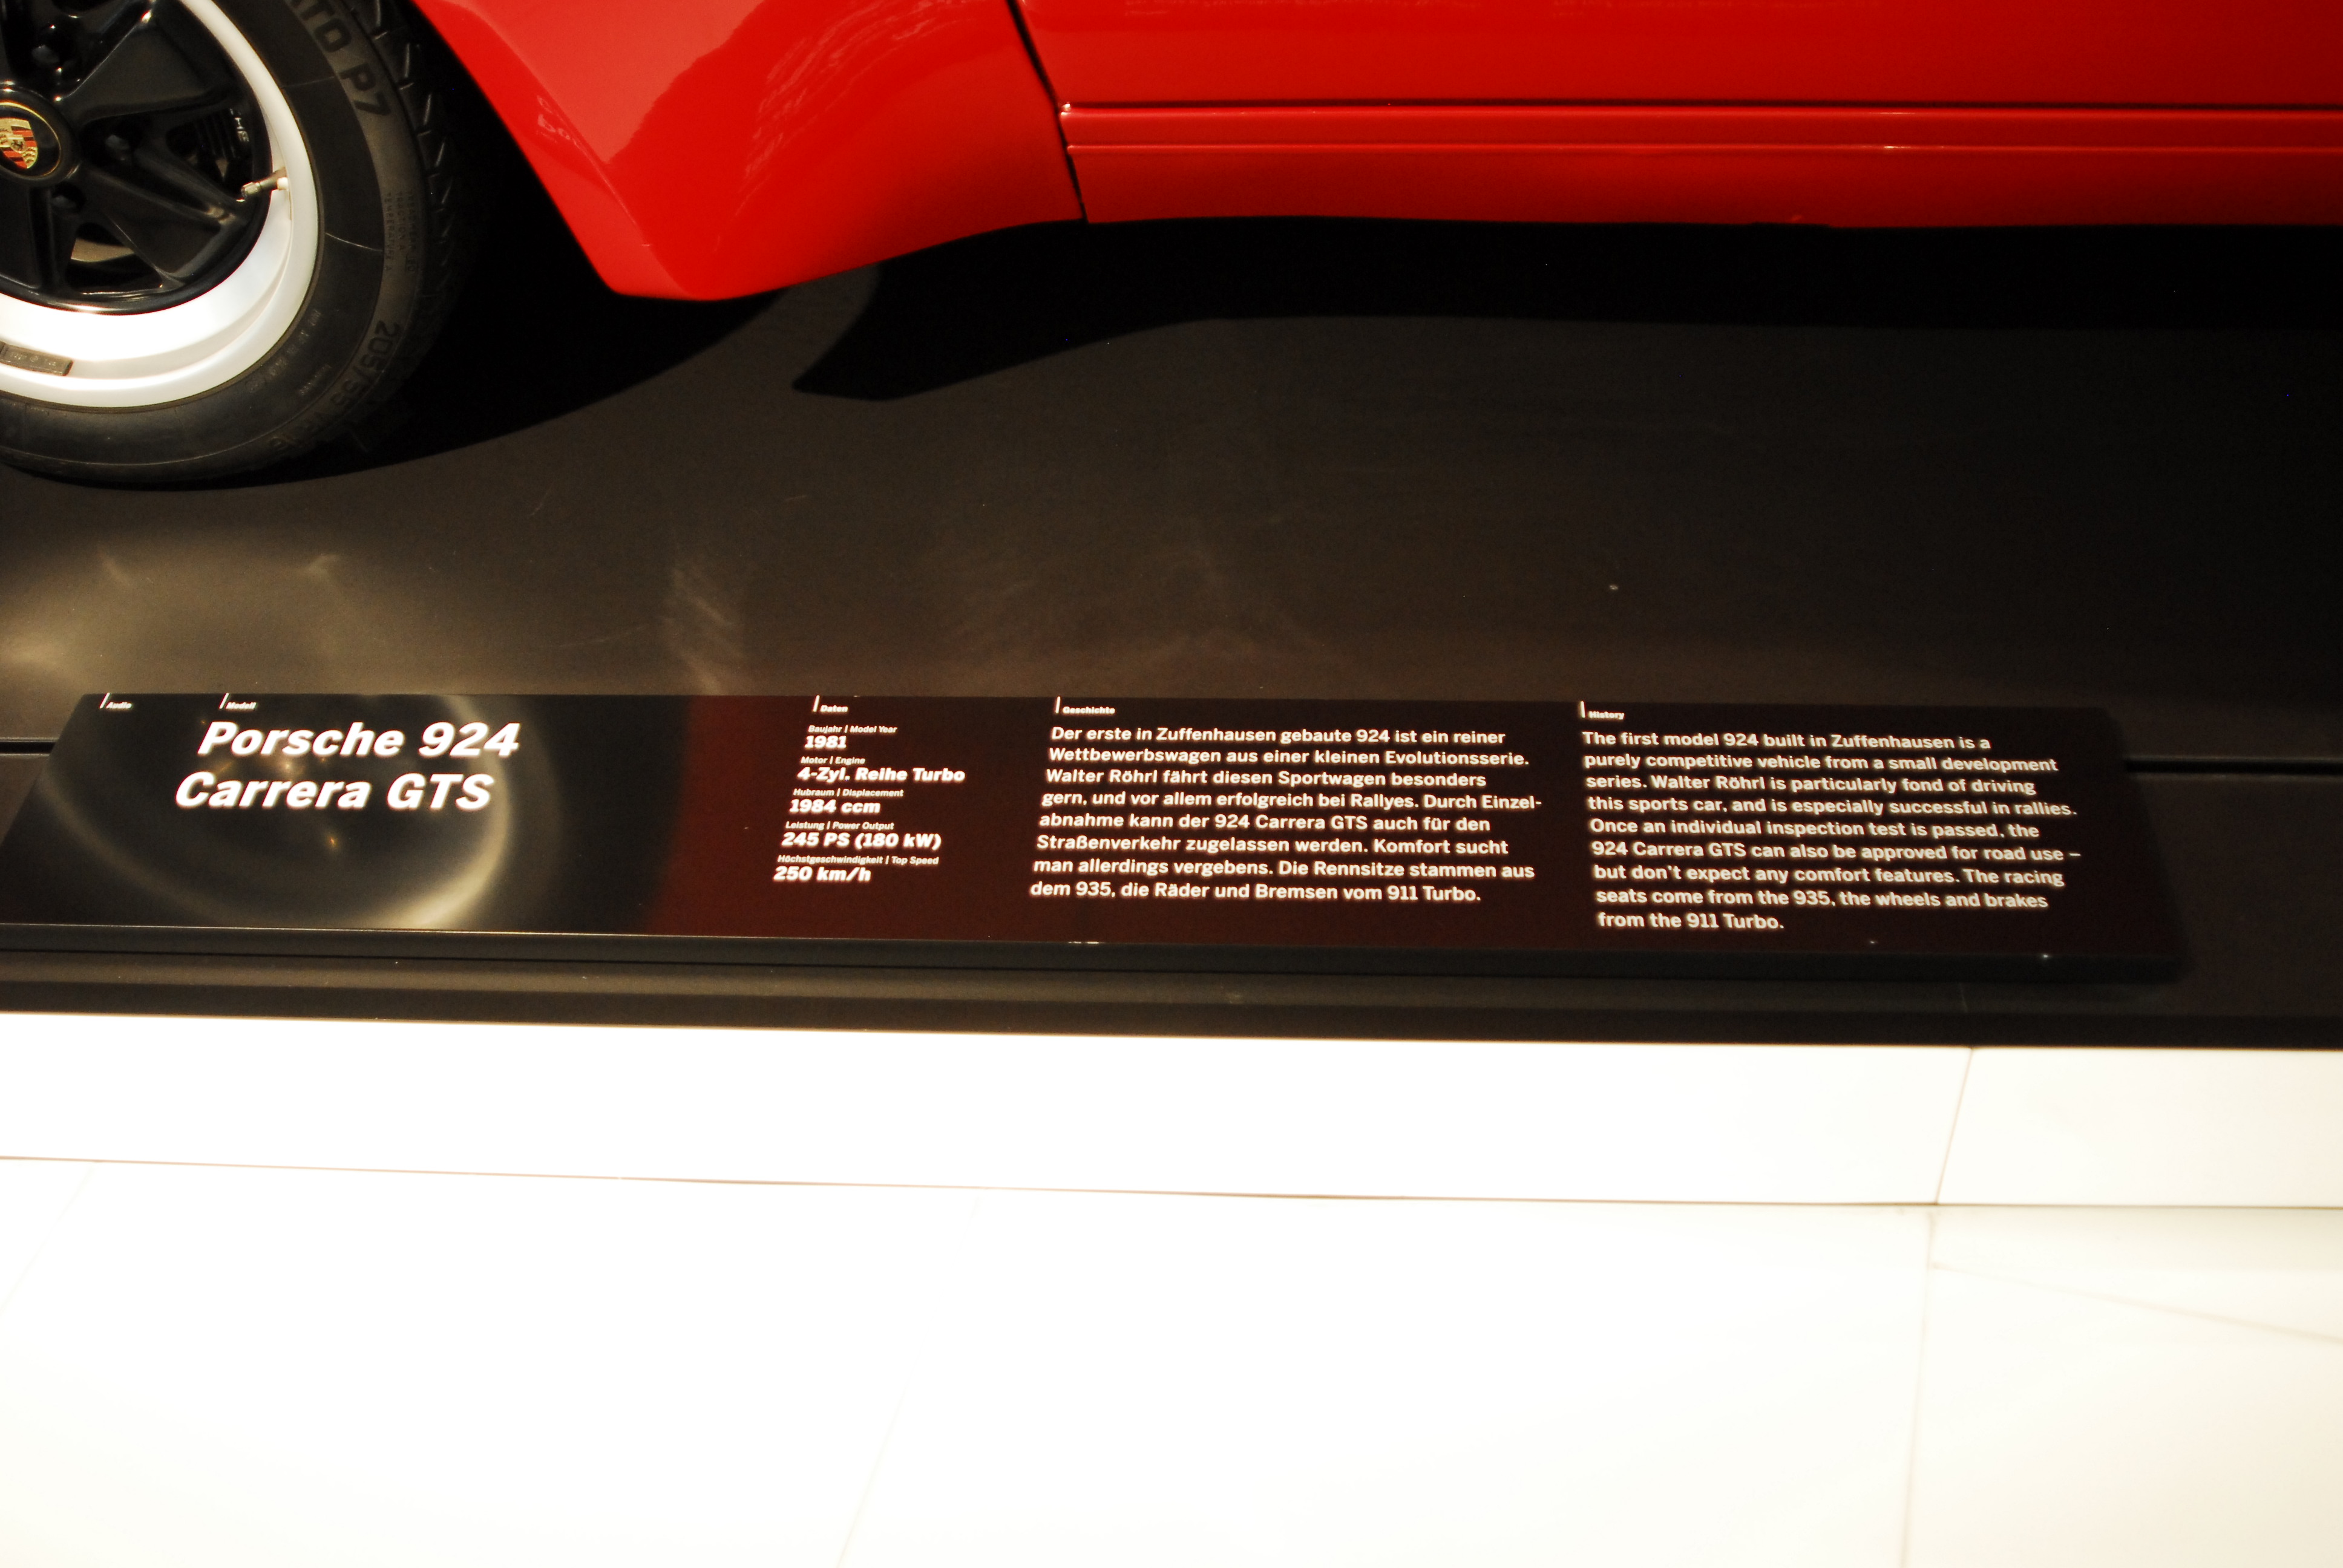 ATO P7
205/55
Audio
Modell
Porsche 924
Carrera GTS
Daten
Baujahr | Model Year
1981
Motor | Engine
4-Zyl. Reihe Turbo
Hubraum | Displacement
1984 ccm
Leistung | Power Output
245 PS (180 kW)
Höchstgeschwindigkeit | Top Speed
250 km/h
Geschichte
Der erste in Zuffenhausen gebaute 924 ist ein reiner
Wettbewerbswagen aus einer kleinen Evolutionsserie.
Walter Röhrl fährt diesen Sportwagen besonders
gern, und vor allem erfolgreich bei Rallyes. Durch Einzel-
abnahme kann der 924 Carrera GTS auch für den
Straßenverkehr zugelassen werden. Komfort sucht
man allerdings vergebens. Die Rennsitze stammen aus
dem 935, die Räder und Bremsen vom 911 Turbo.
History
The first model 924 built in Zuffenhausen is a
purely competitive vehicle from a small development
series. Walter Röhrl is particularly fond of driving
this sports car, and is especially successful in rallies.
Once an individual inspection test is passed, the
924 Carrera GTS can also be approved for road use –
but don't expect any comfort features. The racing
seats come from the 935, the wheels and brakes
from the 911 Turbo.